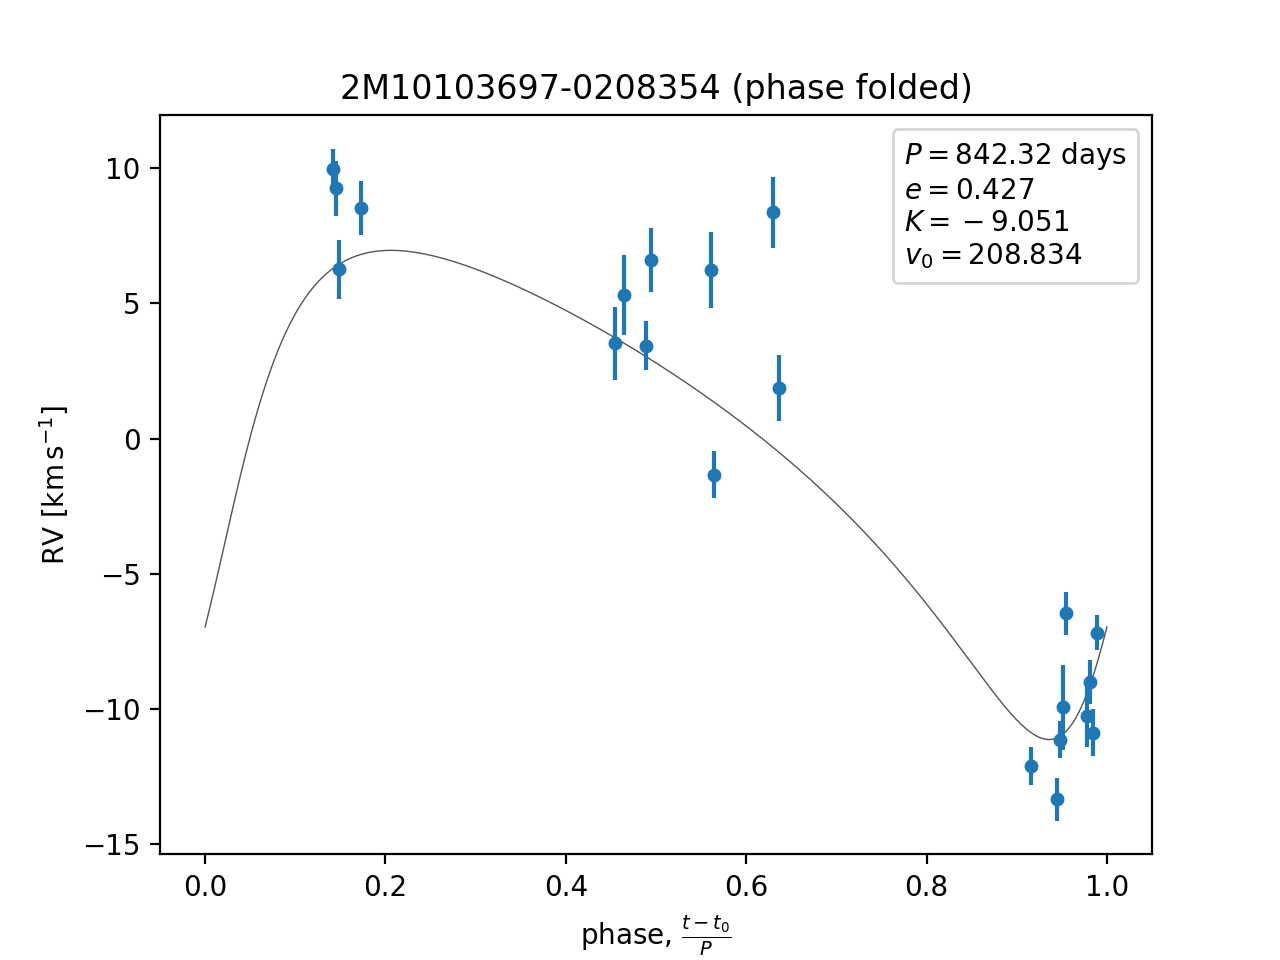 2M10103697-0208354 (phase folded)
P = 842.32 days
e = 0.427
K = −9.051
v₀ = 208.834
RV [km s⁻¹]
10
5
0
−5
−10
−15
0.0 0.2 0.4 0.6 0.8 1.0
phase, (t − t₀)/P